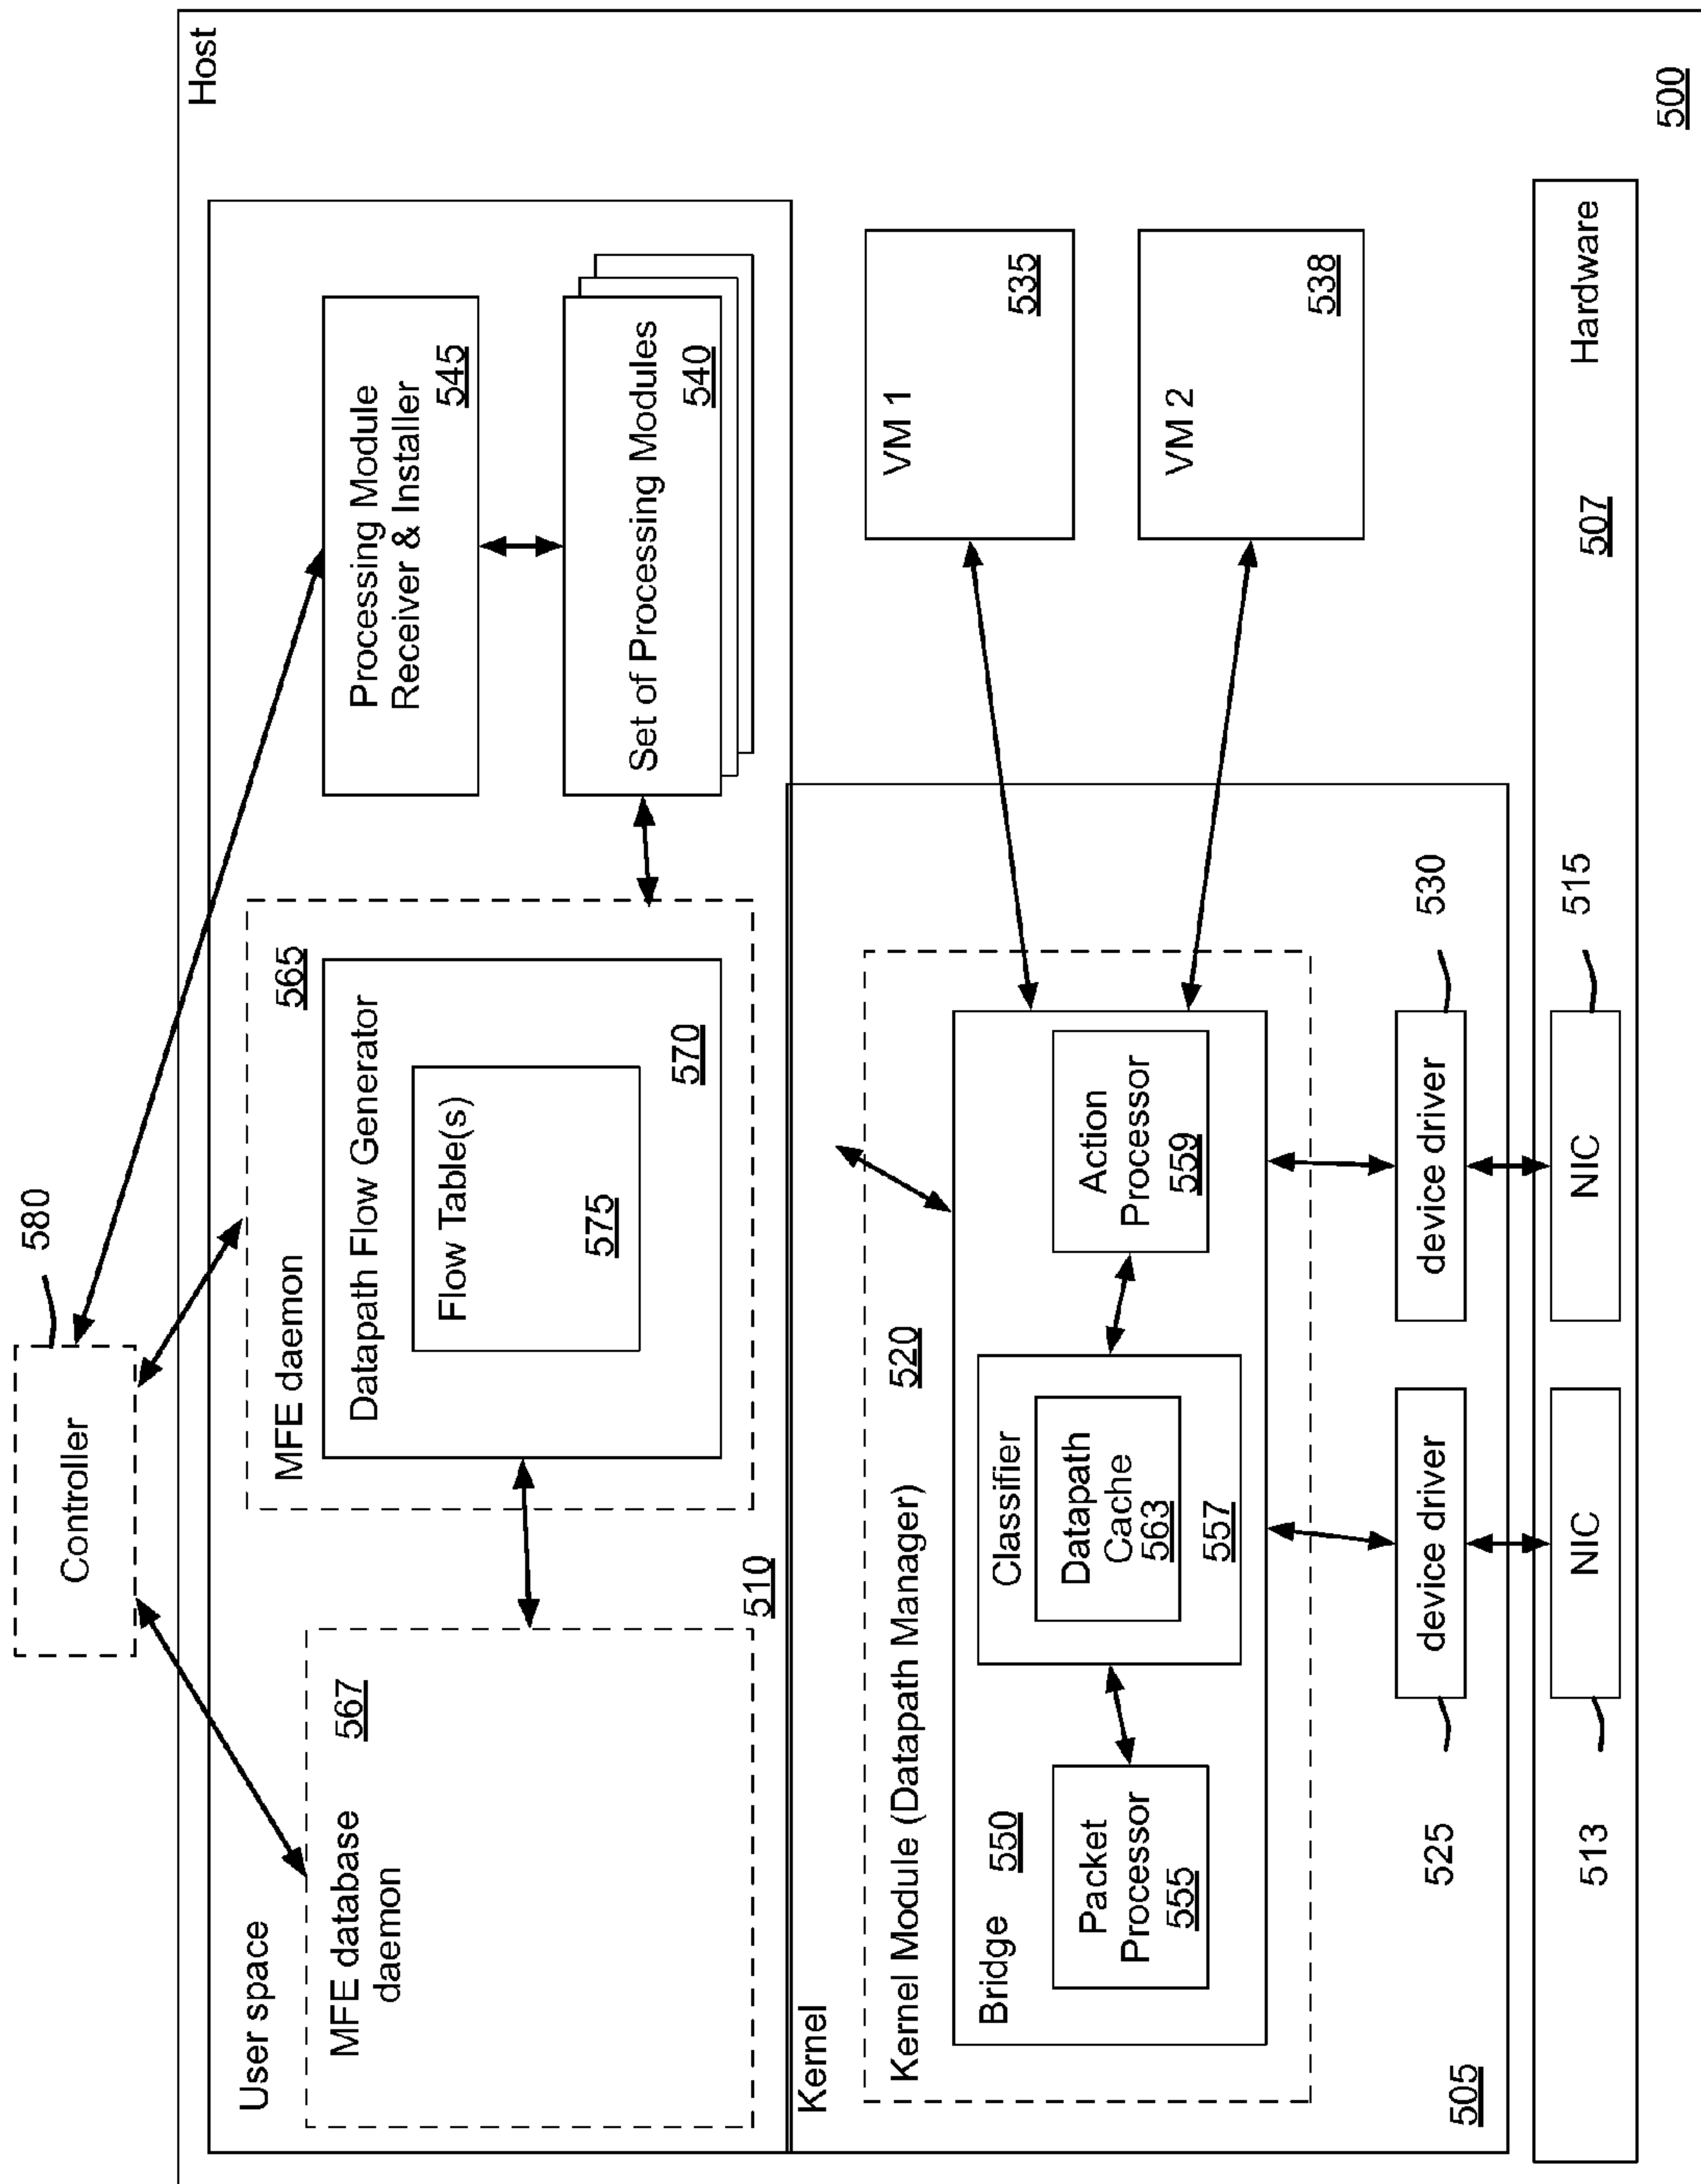 Controller
580
Host
User space
MFE database
daemon
567
510
MFE daemon
565
Datapath Flow Generator
570
Flow Table(s)
575
Processing Module
Receiver & Installer
545
Set of Processing Modules
540
Kernel
Kernel Module (Datapath Manager)
520
Bridge
550
Packet
Processor
555
Classifier
Datapath
Cache
563
557
Action
Processor
559
VM 1
535
VM 2
538
505
525
device driver
device driver
530
513
NIC
NIC
515
507
Hardware
500